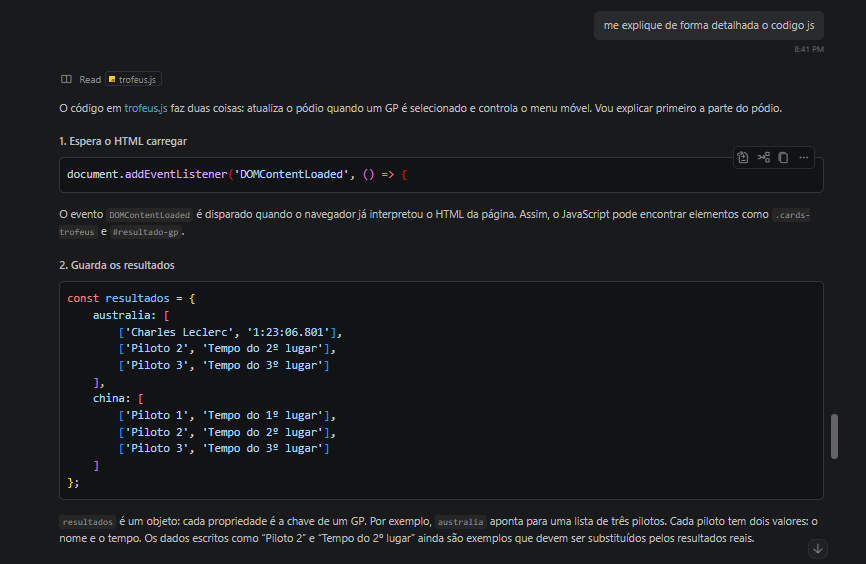 me explique de forma detalhada o codigo js
8:41 PM
Read trofeus.js
O código em trofeus.js faz duas coisas: atualiza o pódio quando um GP é selecionado e controla o menu móvel. Vou explicar primeiro a parte do pódio.
1. Espera o HTML carregar
document.addEventListener('DOMContentLoaded', () => {
O evento DOMContentLoaded é disparado quando o navegador já interpretou o HTML da página. Assim, o JavaScript pode encontrar elementos como .cards-
trofeus e #resultado-gp .
2. Guarda os resultados
const resultados = {
    australia: [
        ['Charles Leclerc', '1:23:06.801'],
        ['Piloto 2', 'Tempo do 2º lugar'],
        ['Piloto 3', 'Tempo do 3º lugar']
    ],
    china: [
        ['Piloto 1', 'Tempo do 1º lugar'],
        ['Piloto 2', 'Tempo do 2º lugar'],
        ['Piloto 3', 'Tempo do 3º lugar']
    ]
};
resultados é um objeto: cada propriedade é a chave de um GP. Por exemplo, australia aponta para uma lista de três pilotos. Cada piloto tem dois valores: o
nome e o tempo. Os dados escritos como “Piloto 2” e “Tempo do 2º lugar” ainda são exemplos que devem ser substituídos pelos resultados reais.